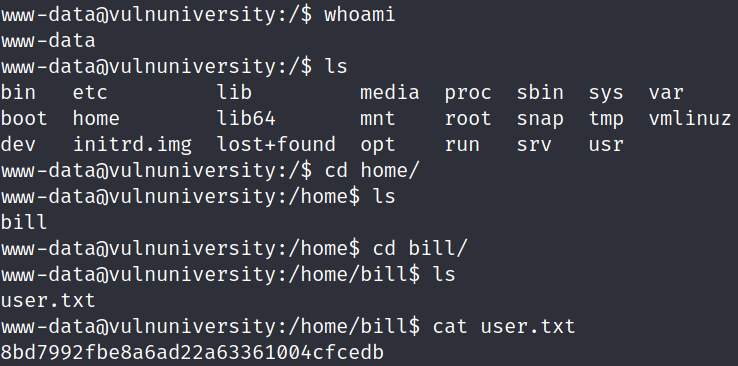 www-data@vulnuniversity:/$ whoami
www-data
www-data@vulnuniversity:/$ ls
bin   etc         lib         media  proc  sbin  sys  var
boot  home        lib64       mnt    root  snap  tmp  vmlinuz
dev   initrd.img  lost+found  opt    run   srv   usr
www-data@vulnuniversity:/$ cd home/
www-data@vulnuniversity:/home$ ls
bill
www-data@vulnuniversity:/home$ cd bill/
www-data@vulnuniversity:/home/bill$ ls
user.txt
www-data@vulnuniversity:/home/bill$ cat user.txt
8bd7992fbe8a6ad22a63361004cfcedb